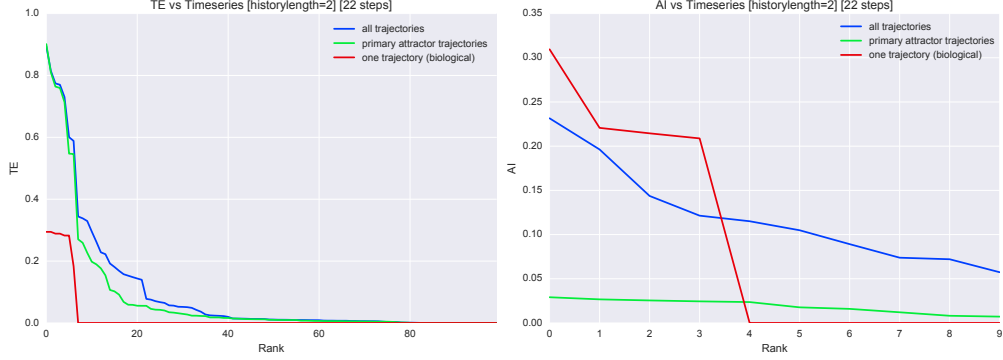 TE vs Timeseries [historylength=2] [22 steps]
1.0
0.8
0.6
0.4
0.2
0.0
TE
0
20
40
60
80
Rank
all trajectories
primary attractor trajectories
one trajectory (biological)
AI vs Timeseries [historylength=2] [22 steps]
0.35
0.30
0.25
0.20
0.15
0.10
0.05
0.00
AI
0
1
2
3
4
5
6
7
8
9
Rank
all trajectories
primary attractor trajectories
one trajectory (biological)